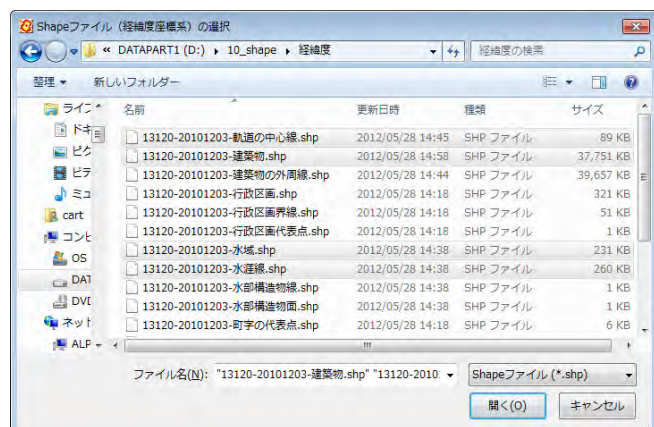 Shapeファイル（経緯度座標系）の選択
« DATAPART1 (D:) 10_shape 経緯度
経緯度の検索
整理 新しいフォルダー
名前 更新日時 種類 サイズ
13120-20101203-軌道の中心線.shp 2012/05/28 14:45 SHP ファイル 89 KB
13120-20101203-建築物.shp 2012/05/28 14:58 SHP ファイル 37,751 KB
13120-20101203-建築物の外周線.shp 2012/05/28 14:44 SHP ファイル 39,657 KB
13120-20101203-行政区画.shp 2012/05/28 14:18 SHP ファイル 321 KB
13120-20101203-行政区画界線.shp 2012/05/28 14:18 SHP ファイル 51 KB
13120-20101203-行政区画代表点.shp 2012/05/28 14:18 SHP ファイル 1 KB
13120-20101203-水域.shp 2012/05/28 14:38 SHP ファイル 231 KB
13120-20101203-水涯線.shp 2012/05/28 14:38 SHP ファイル 260 KB
13120-20101203-水部構造物線.shp 2012/05/28 14:38 SHP ファイル 1 KB
13120-20101203-水部構造物面.shp 2012/05/28 14:38 SHP ファイル 1 KB
13120-20101203-町字の代表点.shp 2012/05/28 14:18 SHP ファイル 6 KB
ライブ
ドキ
ピク
ビデ
ミュ
cart
コンピ
OS
DAT
DVD
ネット
ALP
ファイル名(N): "13120-20101203-建築物.shp" "13120-2010
Shapeファイル (*.shp)
開く(O) キャンセル